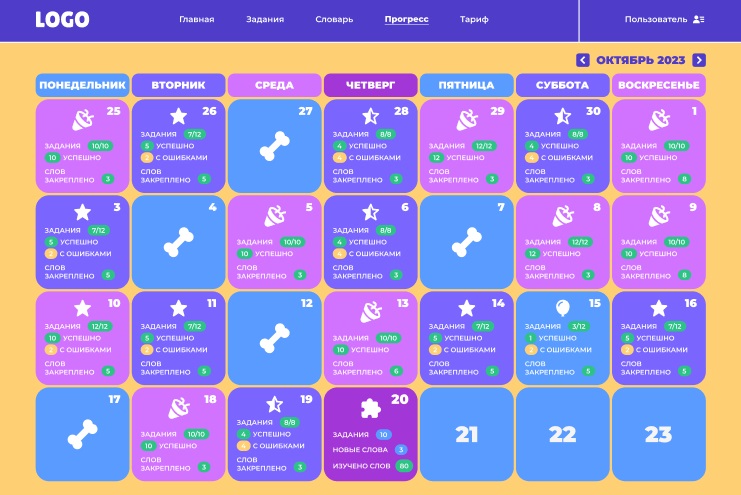 LOGO
Главная Задания Словарь Прогресс Тариф Пользователь
ОКТЯБРЬ 2023
ПОНЕДЕЛЬНИК ВТОРНИК СРЕДА ЧЕТВЕРГ ПЯТНИЦА СУББОТА ВОСКРЕСЕНЬЕ
25
ЗАДАНИЯ 10/10
10 УСПЕШНО
СЛОВ
ЗАКРЕПЛЕНО 3
26
ЗАДАНИЯ 7/12
5 УСПЕШНО
2 С ОШИБКАМИ
СЛОВ
ЗАКРЕПЛЕНО 5
27
28
ЗАДАНИЯ 8/8
4 УСПЕШНО
4 С ОШИБКАМИ
СЛОВ
ЗАКРЕПЛЕНО 3
29
ЗАДАНИЯ 12/12
12 УСПЕШНО
СЛОВ
ЗАКРЕПЛЕНО 3
30
ЗАДАНИЯ 8/8
4 УСПЕШНО
4 С ОШИБКАМИ
СЛОВ
ЗАКРЕПЛЕНО 3
1
ЗАДАНИЯ 10/10
10 УСПЕШНО
СЛОВ
ЗАКРЕПЛЕНО 8
3
ЗАДАНИЯ 7/12
5 УСПЕШНО
2 С ОШИБКАМИ
СЛОВ
ЗАКРЕПЛЕНО 5
4
5
ЗАДАНИЯ 10/10
10 УСПЕШНО
СЛОВ
ЗАКРЕПЛЕНО 3
6
ЗАДАНИЯ 8/8
4 УСПЕШНО
4 С ОШИБКАМИ
СЛОВ
ЗАКРЕПЛЕНО 3
7
8
ЗАДАНИЯ 12/12
12 УСПЕШНО
СЛОВ
ЗАКРЕПЛЕНО 3
9
ЗАДАНИЯ 10/10
10 УСПЕШНО
СЛОВ
ЗАКРЕПЛЕНО 8
10
ЗАДАНИЯ 12/12
10 УСПЕШНО
2 С ОШИБКАМИ
СЛОВ
ЗАКРЕПЛЕНО 5
11
ЗАДАНИЯ 7/12
5 УСПЕШНО
2 С ОШИБКАМИ
СЛОВ
ЗАКРЕПЛЕНО 5
12
13
ЗАДАНИЯ 10/10
10 УСПЕШНО
СЛОВ
ЗАКРЕПЛЕНО 6
14
ЗАДАНИЯ 7/12
5 УСПЕШНО
2 С ОШИБКАМИ
СЛОВ
ЗАКРЕПЛЕНО 5
15
ЗАДАНИЯ 3/12
1 УСПЕШНО
2 С ОШИБКАМИ
СЛОВ
ЗАКРЕПЛЕНО 5
16
ЗАДАНИЯ 7/12
5 УСПЕШНО
2 С ОШИБКАМИ
СЛОВ
ЗАКРЕПЛЕНО 5
17
18
ЗАДАНИЯ 10/10
10 УСПЕШНО
СЛОВ
ЗАКРЕПЛЕНО 3
19
ЗАДАНИЯ 8/8
4 УСПЕШНО
4 С ОШИБКАМИ
СЛОВ
ЗАКРЕПЛЕНО 3
20
ЗАДАНИЯ 10
НОВЫЕ СЛОВА 3
ИЗУЧЕНО СЛОВ 80
21
22
23